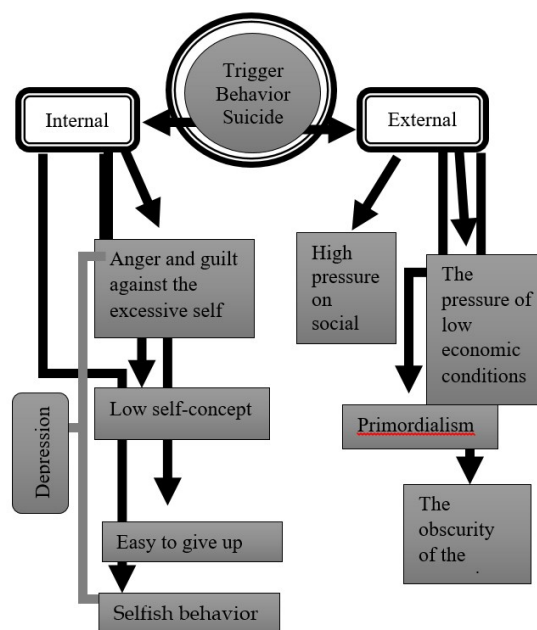 Trigger
Behavior
Suicide
Internal
External
Anger and guilt
against the
excessive self
Low self-concept
Easy to give up
Selfish behavior
Depression
High
pressure
on
social
The
pressure of
low
economic
conditions
Primordialism
The
obscurity
of the
.